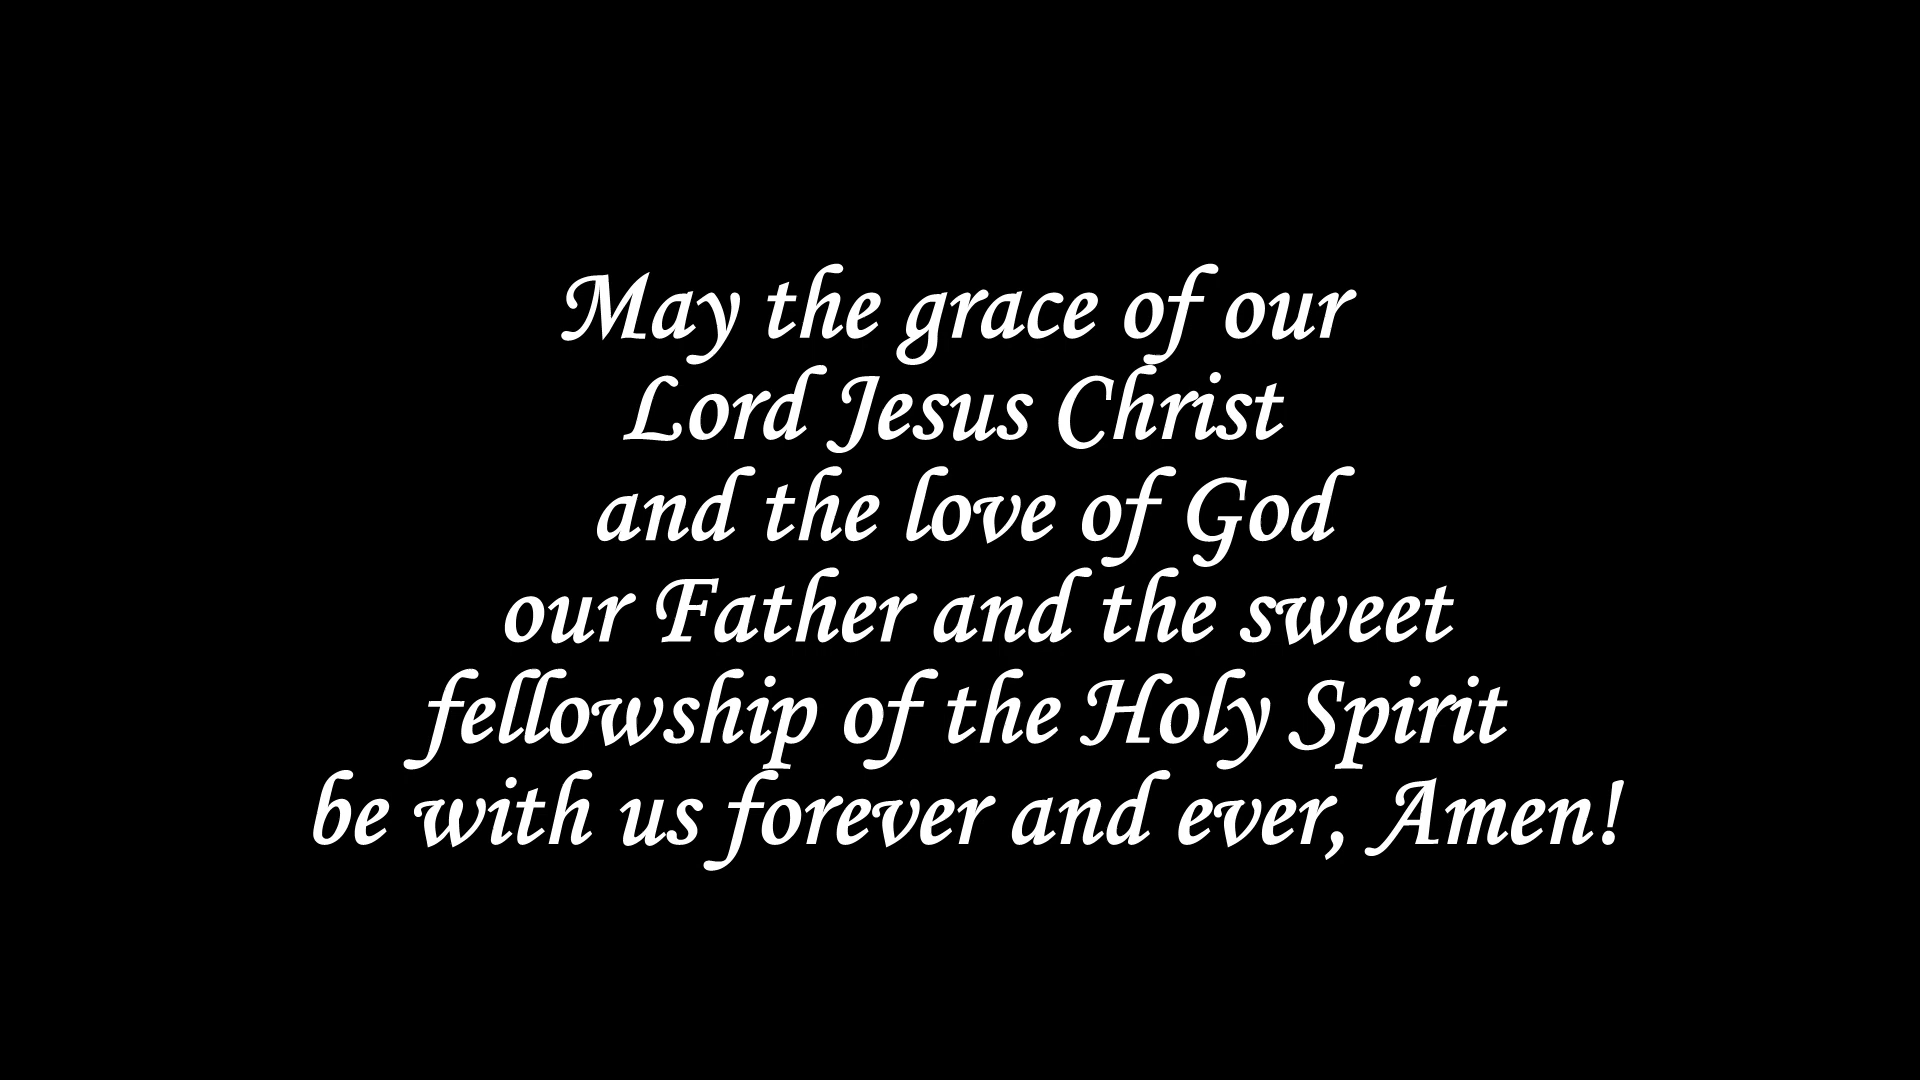 May the grace of our
Lord Jesus Christ
and the love of God
our Father and the sweet
fellowship of the Holy Spirit
be with us forever and ever, Amen!